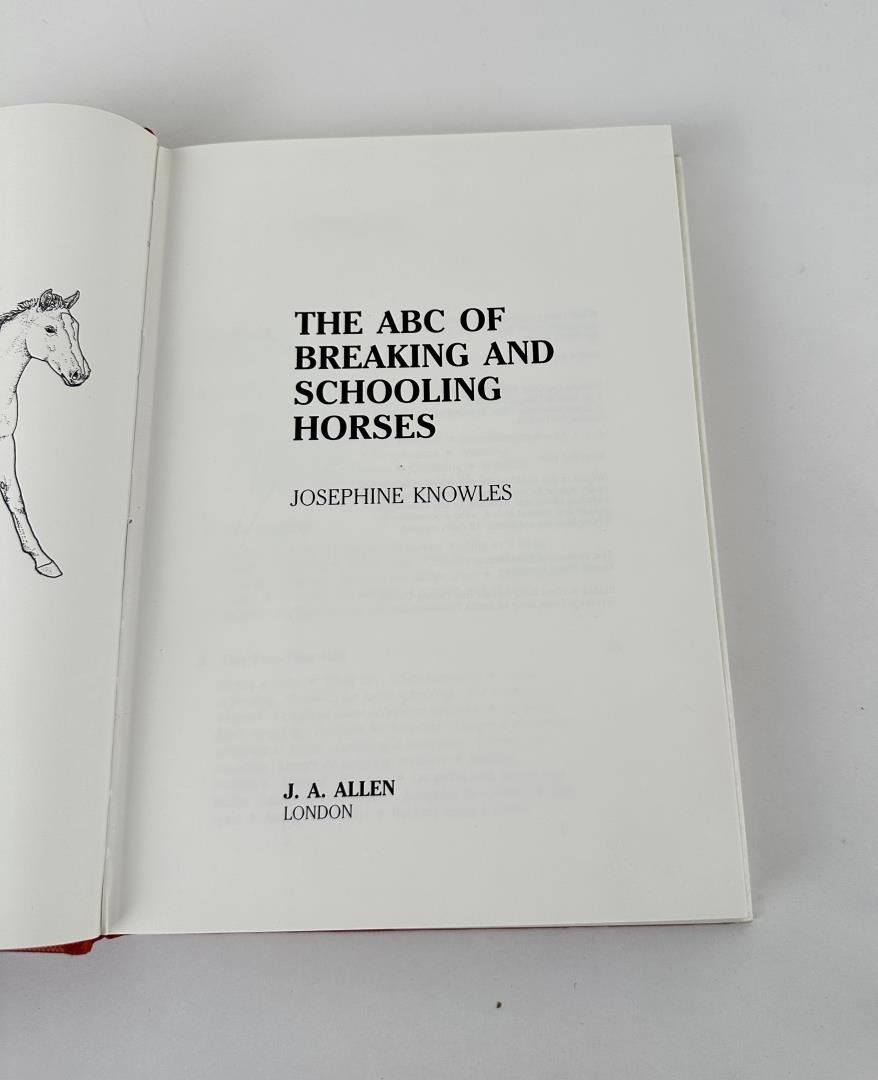 THE ABC OF
BREAKING AND
SCHOOLING
HORSES
JOSEPHINE KNOWLES
J. A. ALLEN
LONDON